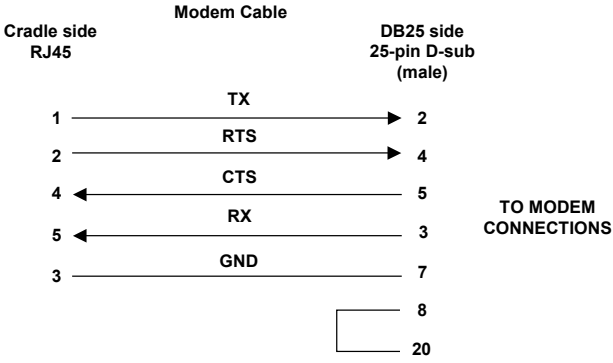 Modem Cable
Cradle side
RJ45
DB25 side
25-pin D-sub
(male)
1 TX 2
2 RTS 4
4 CTS 5
5 RX 3
3 GND 7
8
20
TO MODEM
CONNECTIONS